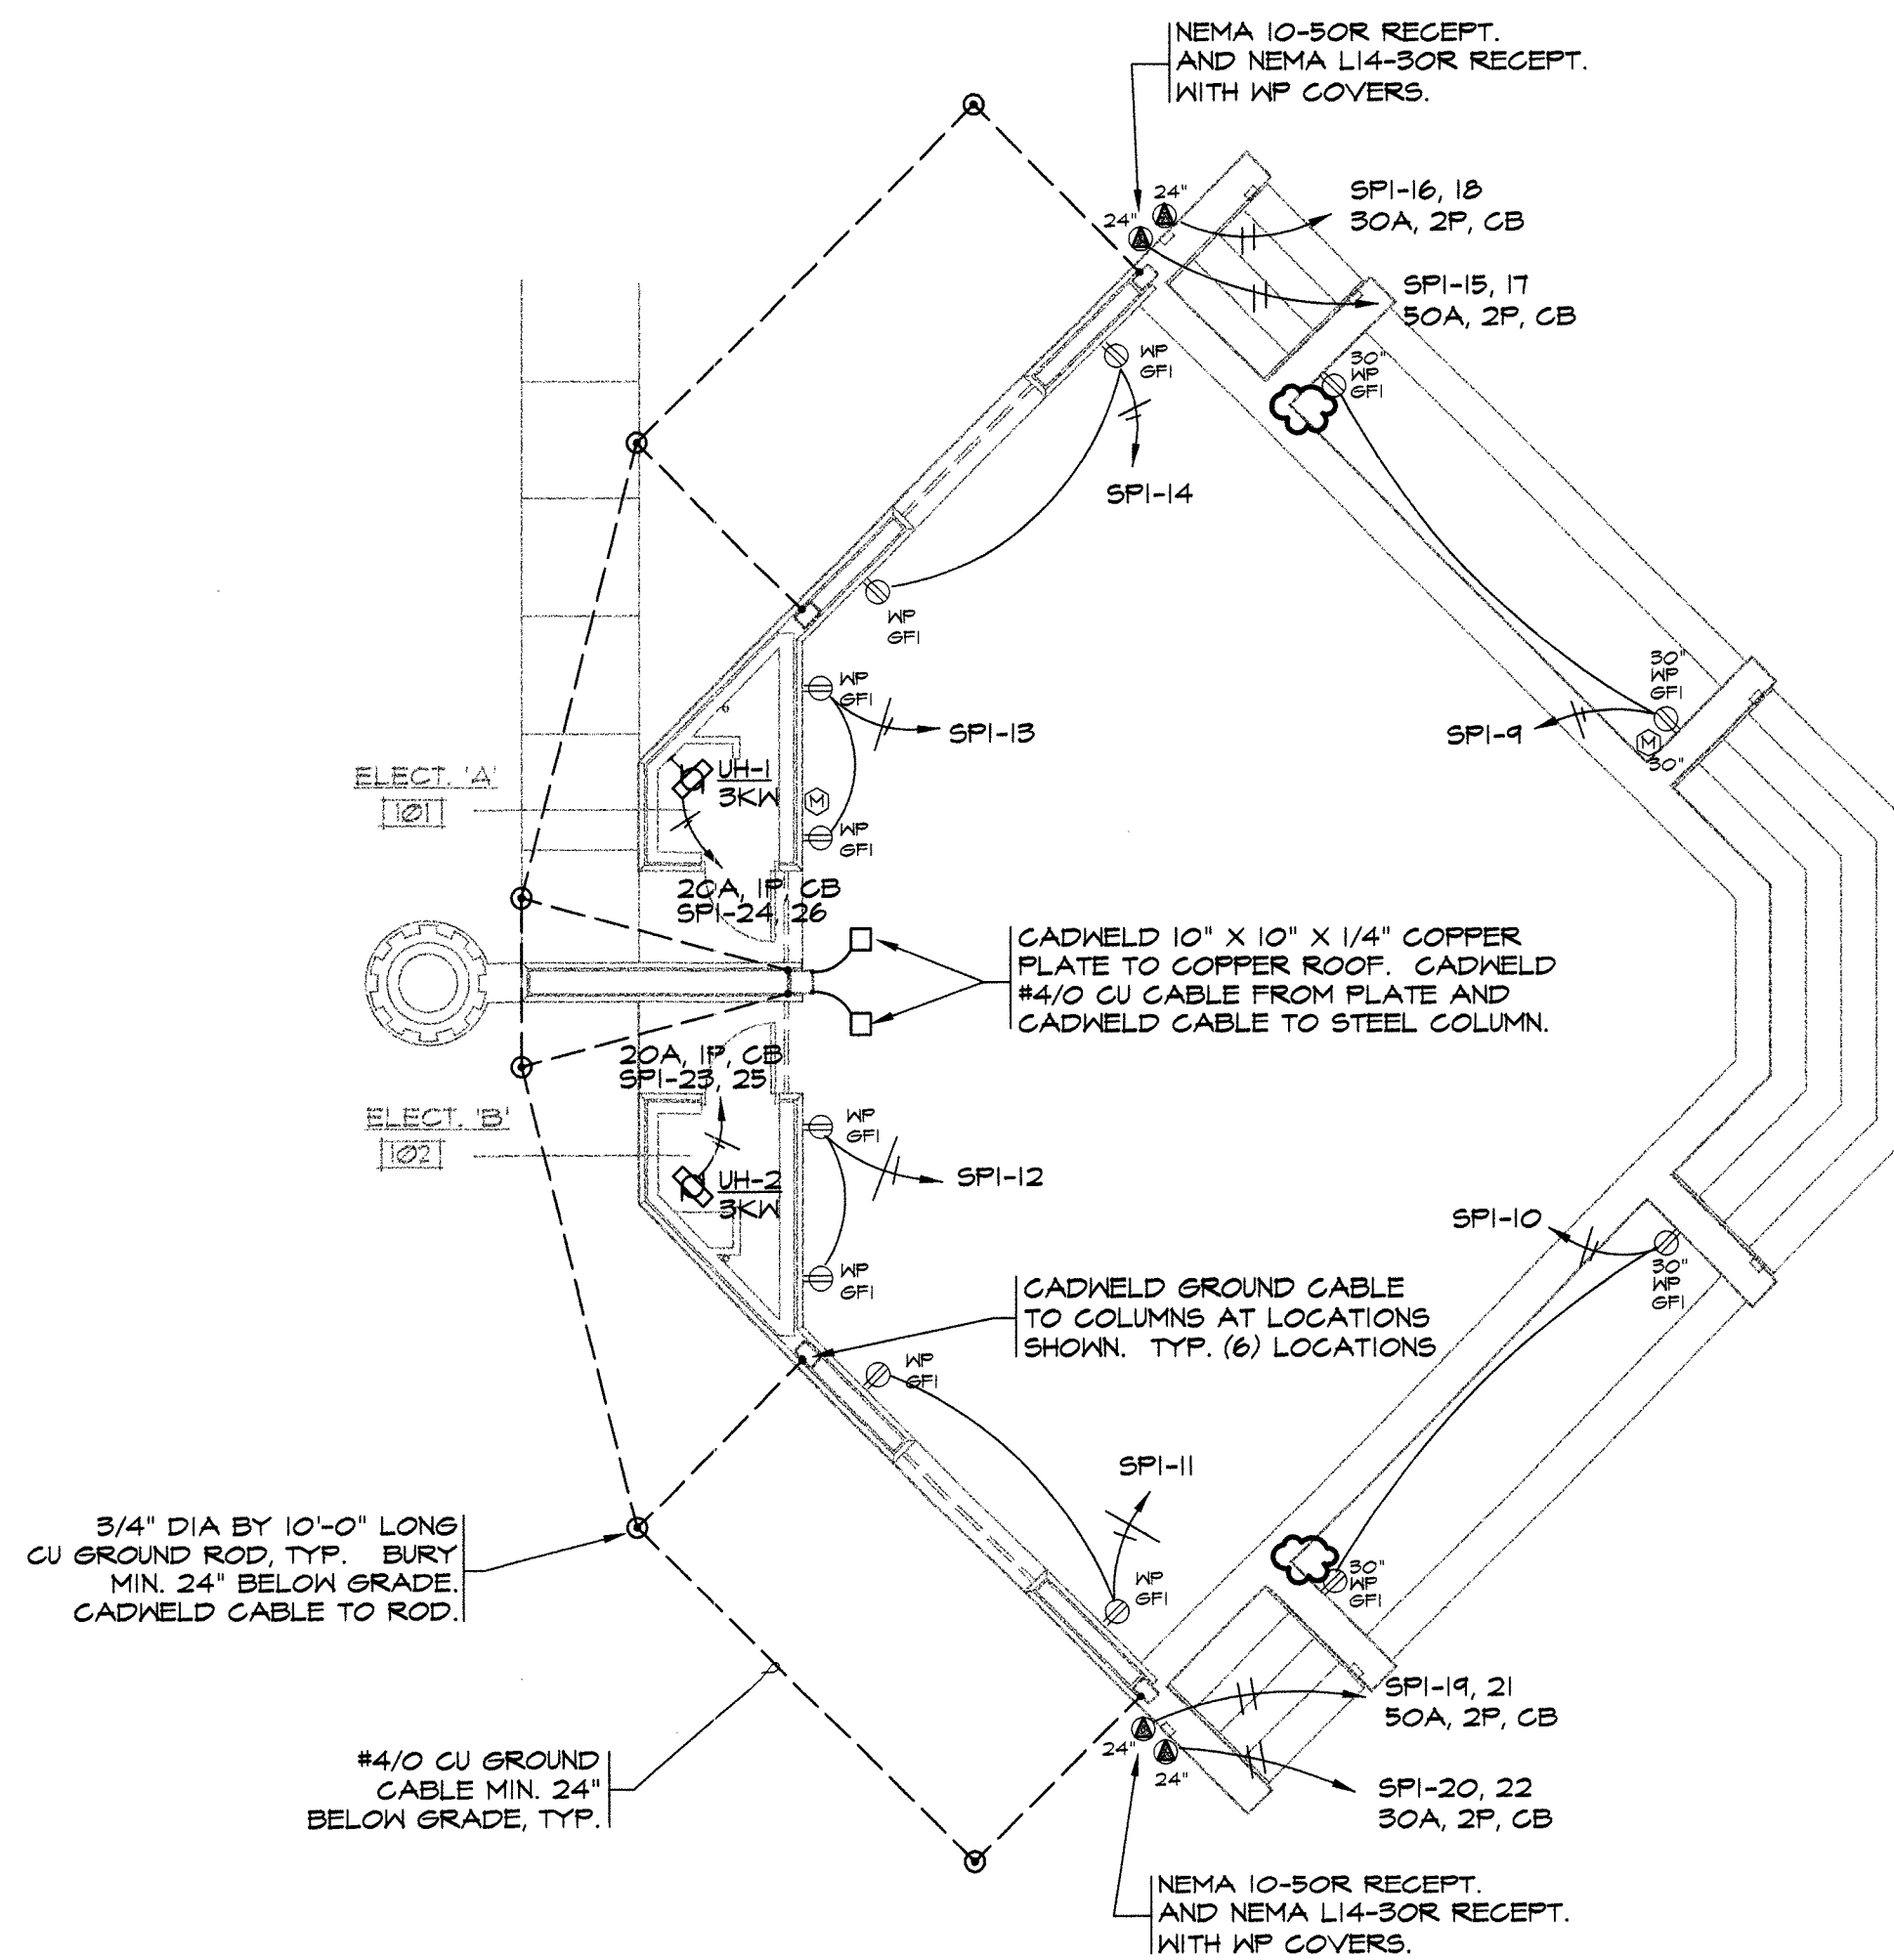 NEMA 10-50R RECEPT.
AND NEMA L14-30R RECEPT.
WITH WP COVERS.
24"
24"
SP1-16, 18
30A, 2P, CB
SP1-15, 17
50A, 2P, CB
WP
GFI
30"
WP
GFI
SP1-14
WP
GFI
30"
WP
GFI
WP
GFI
SP1-13
SP1-9
M
30"
ELECT. 'A'
101
UH-1
3KW
M
WP
GFI
20A, 1P, CB
SP1-24, 26
CADWELD 10" X 10" X 1/4" COPPER
PLATE TO COPPER ROOF. CADWELD
#4/0 CU CABLE FROM PLATE AND
CADWELD CABLE TO STEEL COLUMN.
20A, 1P, CB
SP1-23, 25
ELECT. 'B'
102
WP
GFI
SP1-12
UH-2
3KW
SP1-10
30"
WP
GFI
WP
GFI
CADWELD GROUND CABLE
TO COLUMNS AT LOCATIONS
SHOWN. TYP. (6) LOCATIONS
WP
GFI
SP1-11
3/4" DIA BY 10'-0" LONG
CU GROUND ROD, TYP. BURY
MIN. 24" BELOW GRADE.
CADWELD CABLE TO ROD.
WP
GFI
30"
WP
GFI
SP1-19, 21
50A, 2P, CB
24"
24"
#4/0 CU GROUND
CABLE MIN. 24"
BELOW GRADE, TYP.
SP1-20, 22
30A, 2P, CB
NEMA 10-50R RECEPT.
AND NEMA L14-30R RECEPT.
WITH WP COVERS.